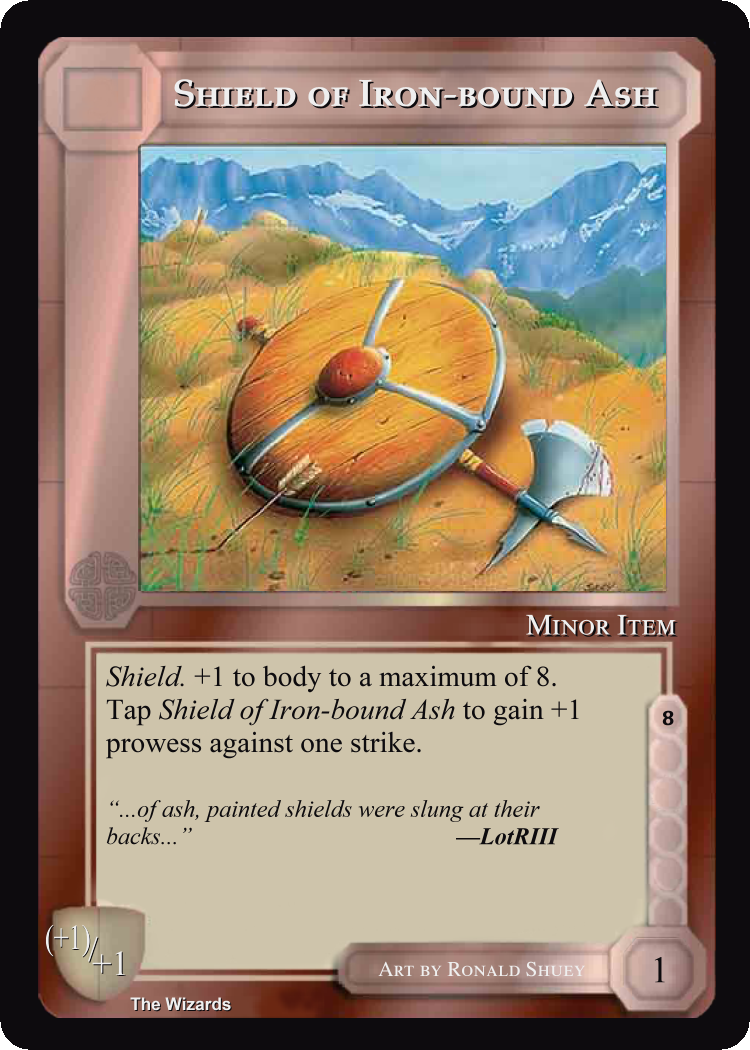 Shield of Iron-bound Ash
Minor Item
Shield. +1 to body to a maximum of 8.
Tap Shield of Iron-bound Ash to gain +1
prowess against one strike.
8
“...of ash, painted shields were slung at their
backs...” —LotRIII
(+1)/+1
Art by Ronald Shuey
1
The Wizards